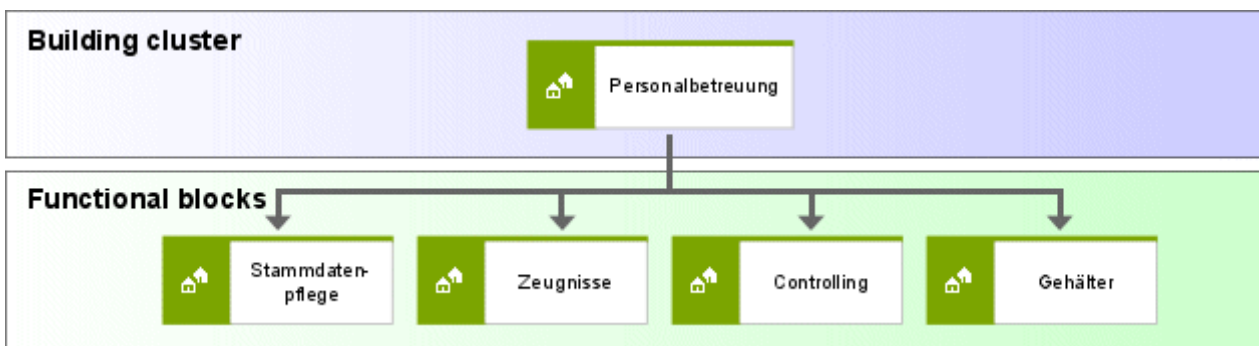 Building cluster
Personalbetreuung
Functional blocks
Stammdaten-
pflege
Zeugnisse
Controlling
Gehälter